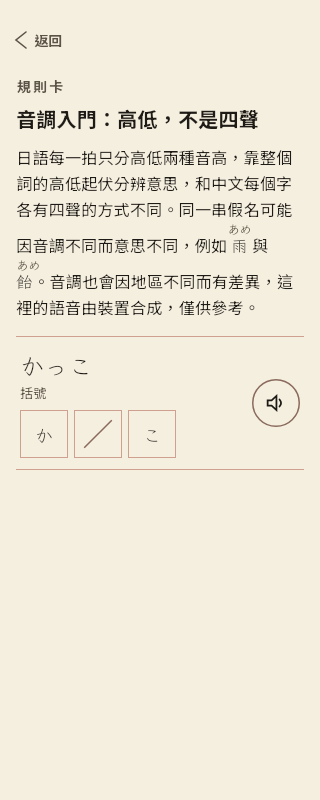 返回
規則卡
音調入門：高低，不是四聲
日語每一拍只分高低兩種音高，靠整個
詞的高低起伏分辨意思，和中文每個字
各有四聲的方式不同。同一串假名可能
あめ
因音調不同而意思不同，例如 雨 與
あめ
飴。音調也會因地區不同而有差異，這
裡的語音由裝置合成，僅供參考。
かっこ
括號
か ／ こ